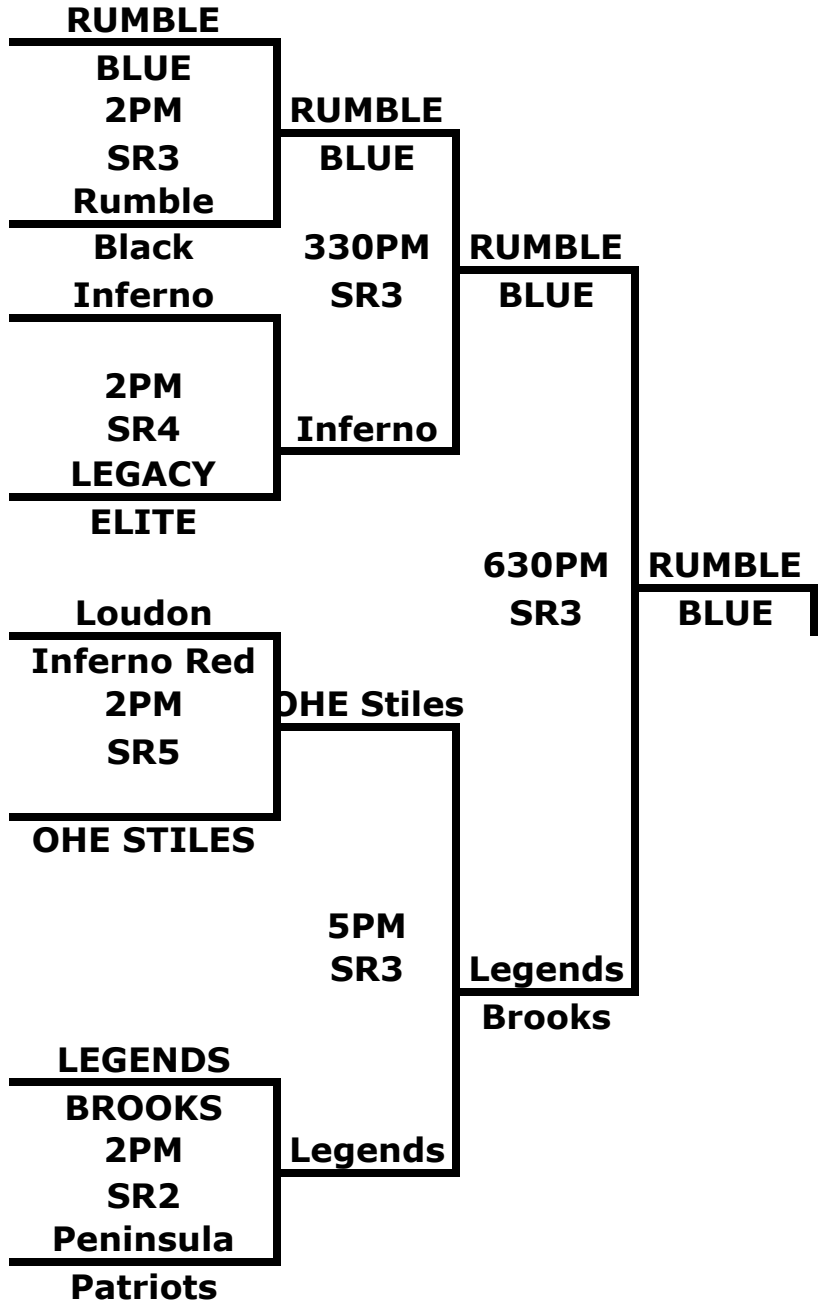 RUMBLE
BLUE
2PM
SR3
Rumble
Black
RUMBLE
BLUE
330PM
SR3
RUMBLE
BLUE
Inferno
2PM
SR4
LEGACY
ELITE
Inferno
630PM
SR3
RUMBLE
BLUE
Loudon
Inferno Red
2PM
SR5
OHE STILES
OHE Stiles
5PM
SR3
Legends
Brooks
LEGENDS
BROOKS
2PM
SR2
Peninsula
Patriots
Legends